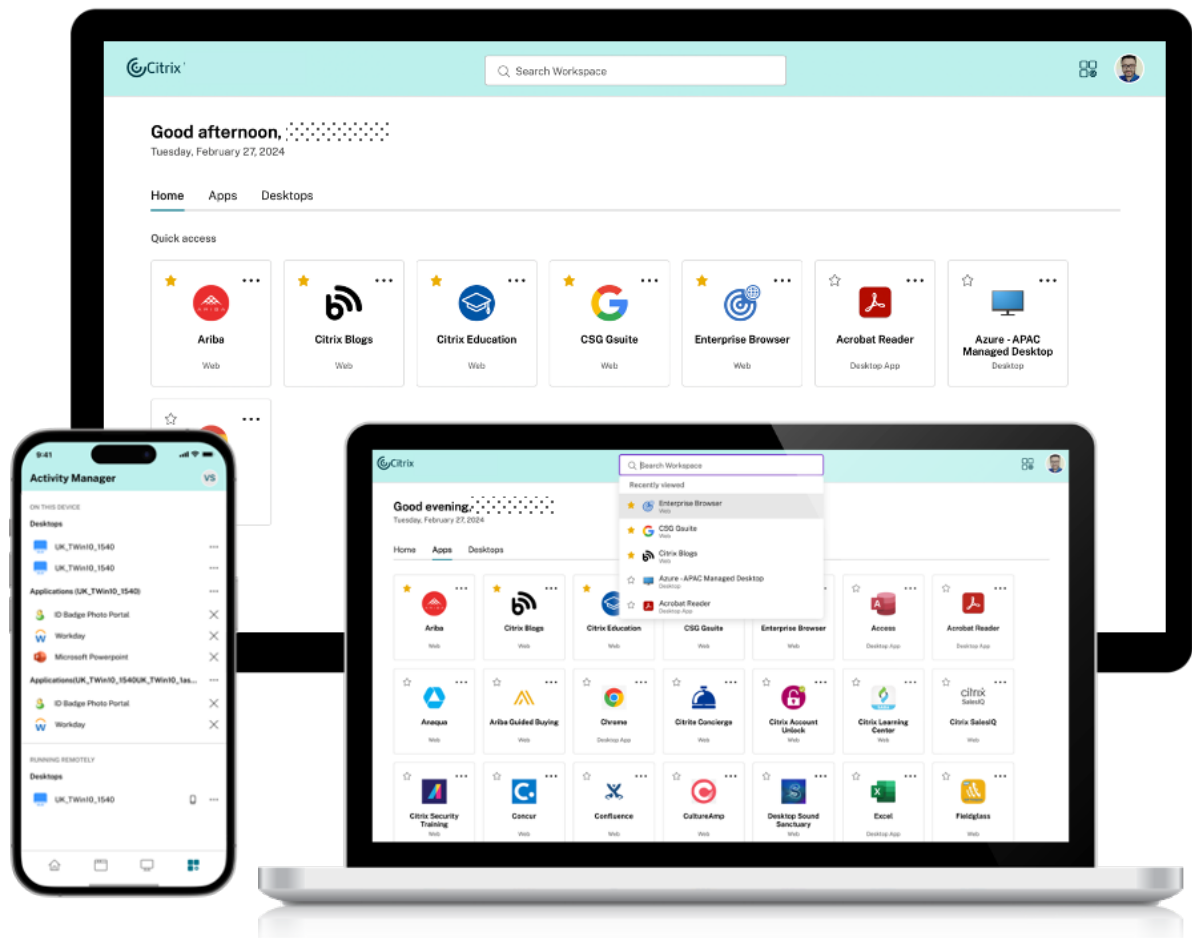 Citrix
Search Workspace
Good afternoon,
Tuesday, February 27, 2024
Home Apps Desktops
Quick access
ARIBA
Ariba
Web
Citrix Blogs
Web
Citrix Education
Web
CSG Gsuite
Web
Enterprise Browser
Web
Acrobat Reader
Desktop App
Azure - APAC
Managed Desktop
Desktop
9:41
Activity Manager VS
ON THIS DEVICE
Desktops
UK_TWin10_1540
UK_TWin10_1540
Applications (UK_TWin10_1540)
ID Badge Photo Portal
Workday
Microsoft Powerpoint
Applications(UK_TWin10_1540UK_TWin10_1as...
ID Badge Photo Portal
Workday
RUNNING REMOTELY
Desktops
UK_TWin10_1540
Citrix
Search Workspace
Recently viewed
Enterprise Browser
Web
CSG Gsuite
Web
Citrix Blogs
Web
Azure - APAC Managed Desktop
Desktop
Acrobat Reader
Desktop App
Good evening,
Tuesday, February 27, 2024
Home Apps Desktops
Ariba
Web
Citrix Blogs
Web
Citrix Education
Web
CSG Gsuite
Web
Enterprise Browser
Web
Access
Desktop App
Acrobat Reader
Desktop App
Anaqua
Web
Ariba Guided Buying
Web
Chrome
Desktop App
Citrite Concierge
Web
Citrix Account
Unlock
Web
Citrix Learning
Center
Web
citrix
SalesIQ
Citrix SalesIQ
Web
Citrix Security
Training
Web
Concur
Web
Confluence
Web
CultureAmp
Web
Desktop Sound
Sanctuary
Web
Excel
Desktop App
Fieldglass
Web